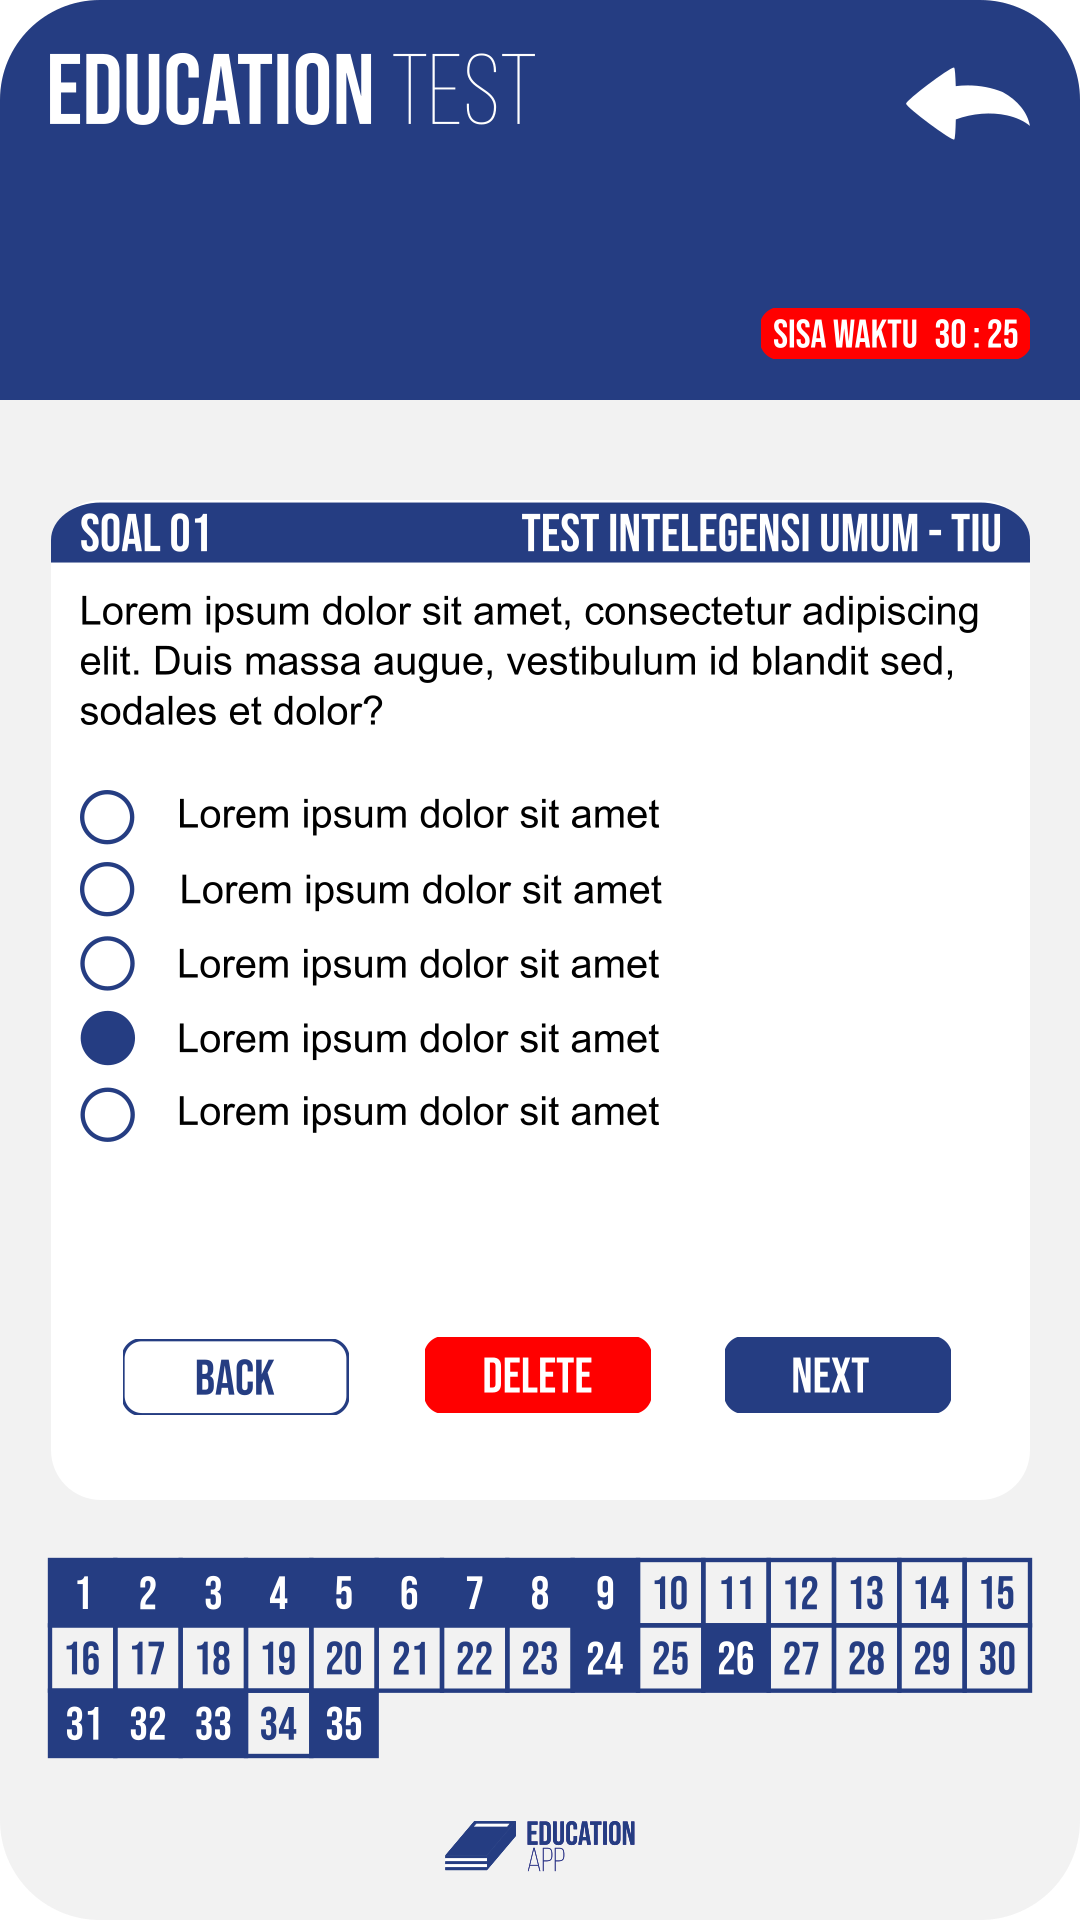 EDUCATION TEST
SISA WAKTU 30 : 25
SOAL 01 TEST INTELEGENSI UMUM - TIU
Lorem ipsum dolor sit amet, consectetur adipiscing
elit. Duis massa augue, vestibulum id blandit sed,
sodales et dolor?
Lorem ipsum dolor sit amet
Lorem ipsum dolor sit amet
Lorem ipsum dolor sit amet
Lorem ipsum dolor sit amet
Lorem ipsum dolor sit amet
BACK DELETE NEXT
1 2 3 4 5 6 7 8 9 10 11 12 13 14 15
16 17 18 19 20 21 22 23 24 25 26 27 28 29 30
31 32 33 34 35
EDUCATION
APP